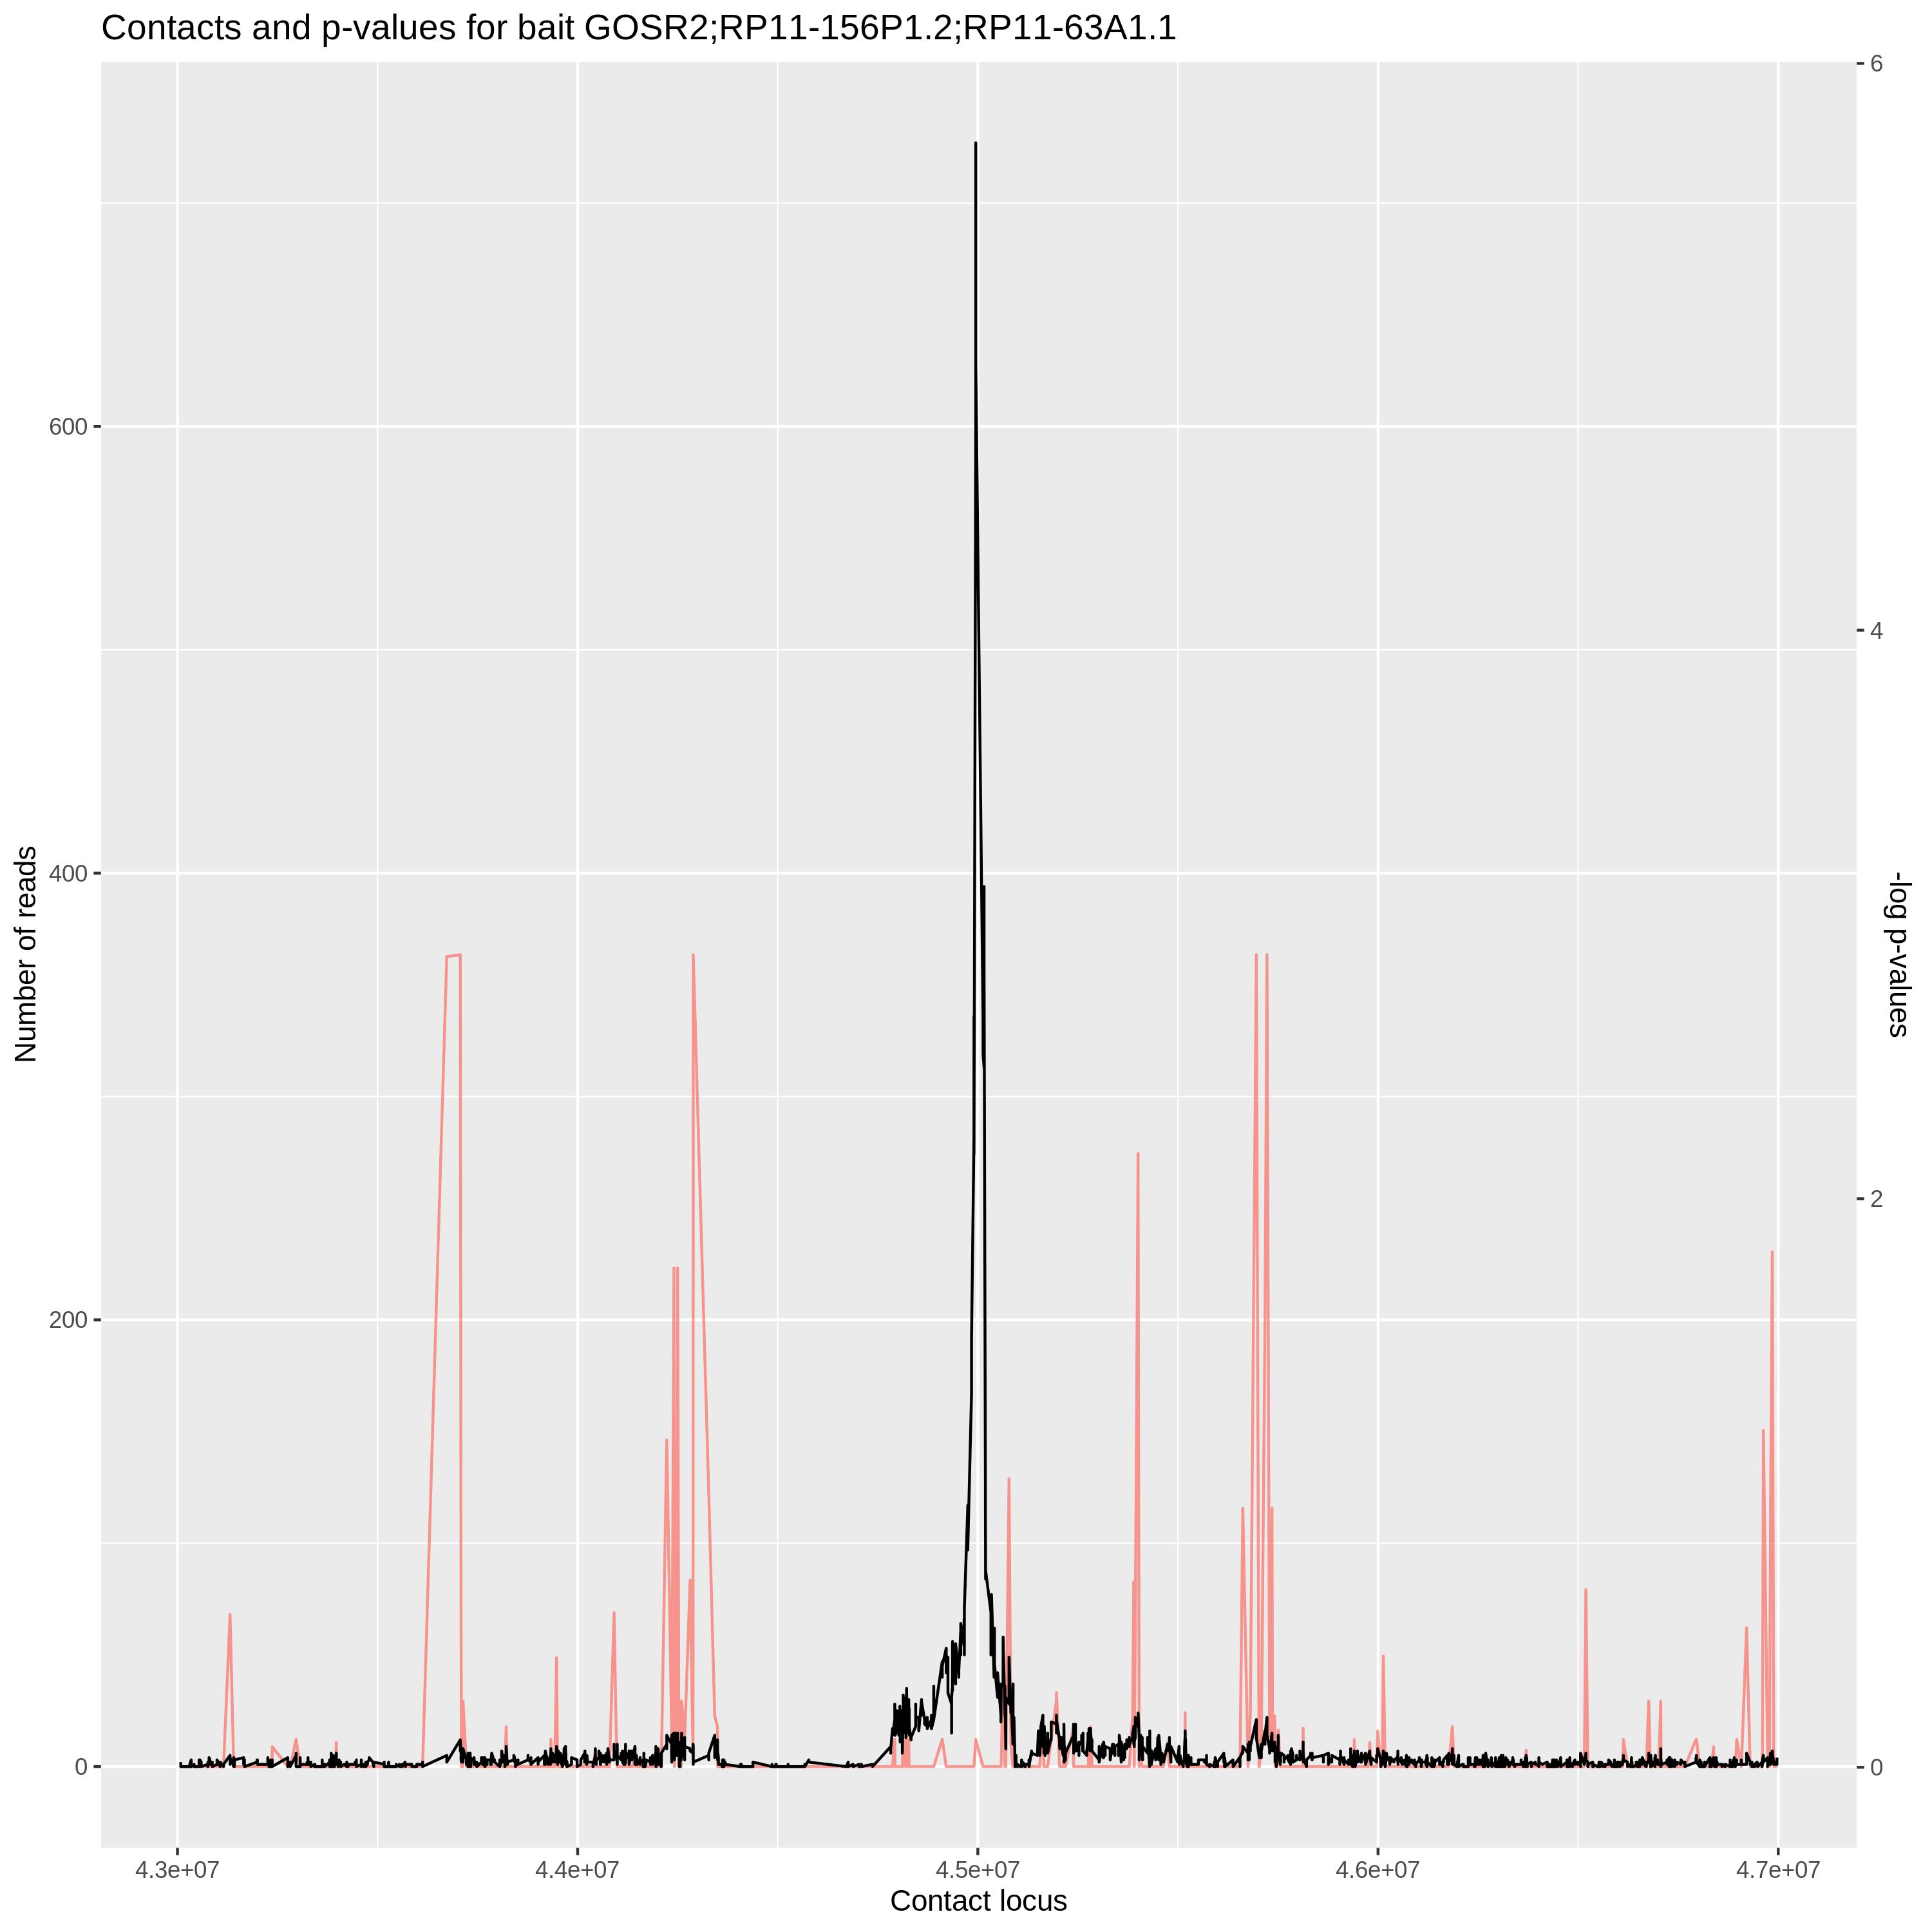 Contacts and p-values for bait GOSR2;RP11-156P1.2;RP11-63A1.1
6
600
4
400
Number of reads
-log p-values
2
200
0
0
4.3e+07
4.4e+07
4.5e+07
4.6e+07
4.7e+07
Contact locus